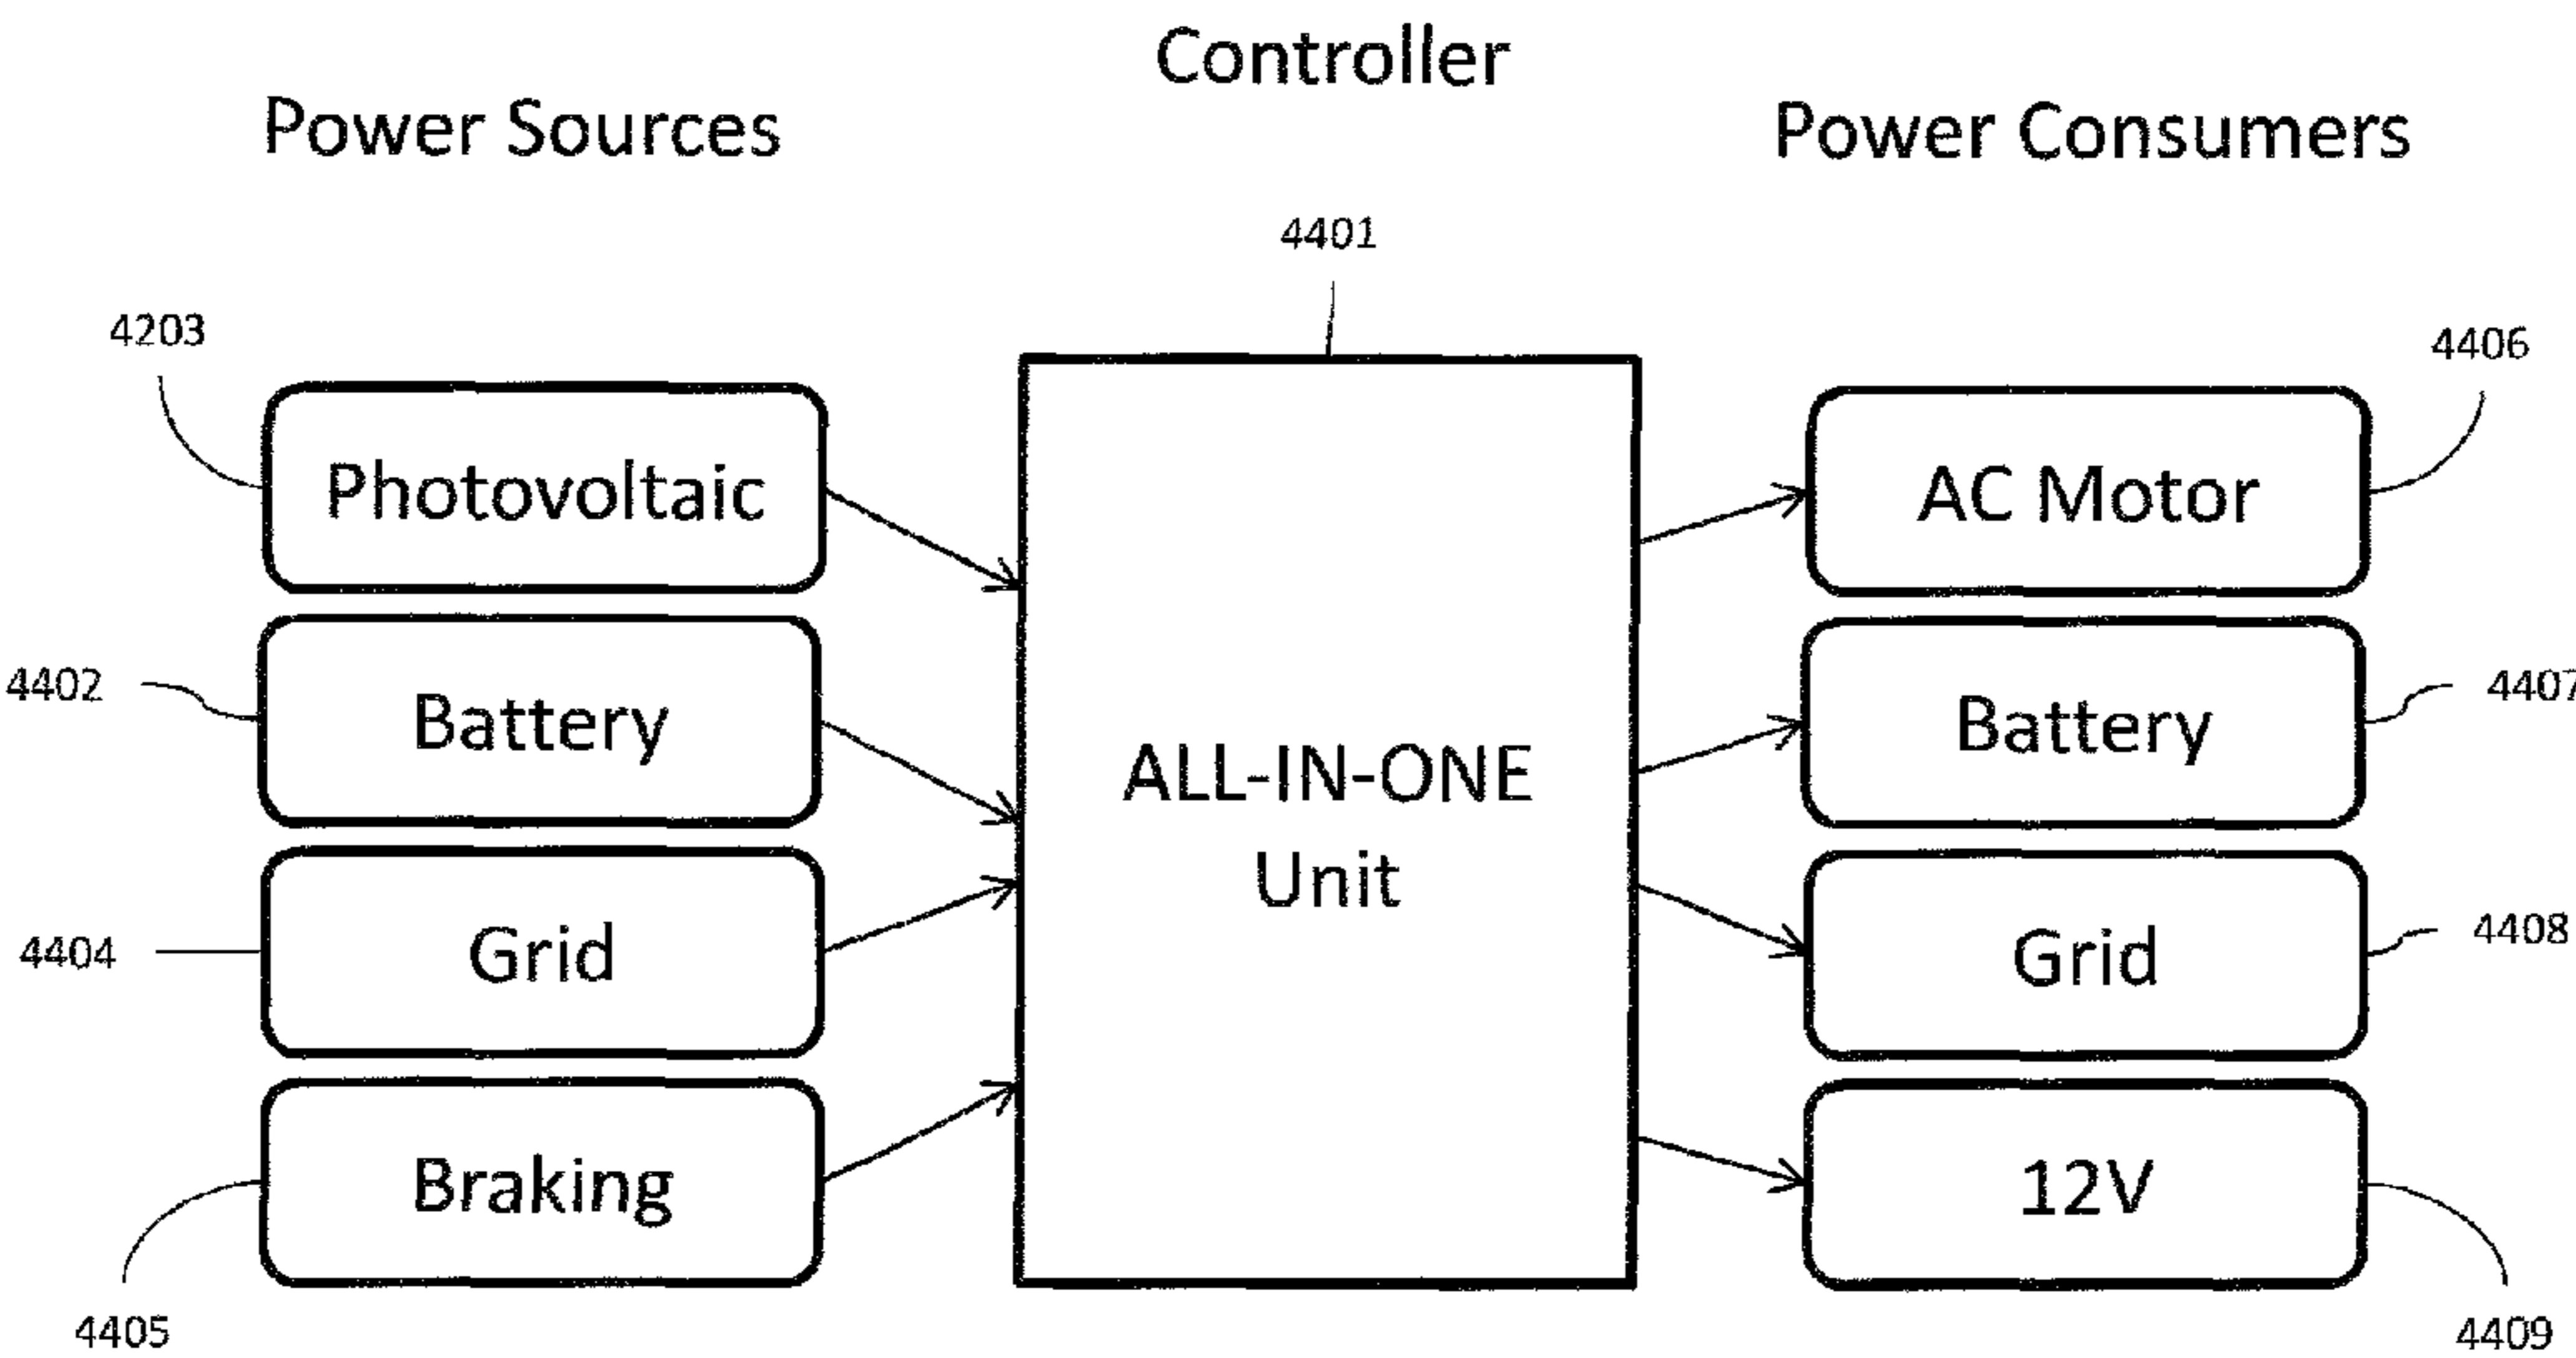 Controller
Power Sources
Power Consumers
4401
4203
4406
Photovoltaic
AC Motor
4402
Battery
Battery
4407
ALL-IN-ONE
Unit
4404
Grid
Grid
4408
Braking
12V
4405
4409